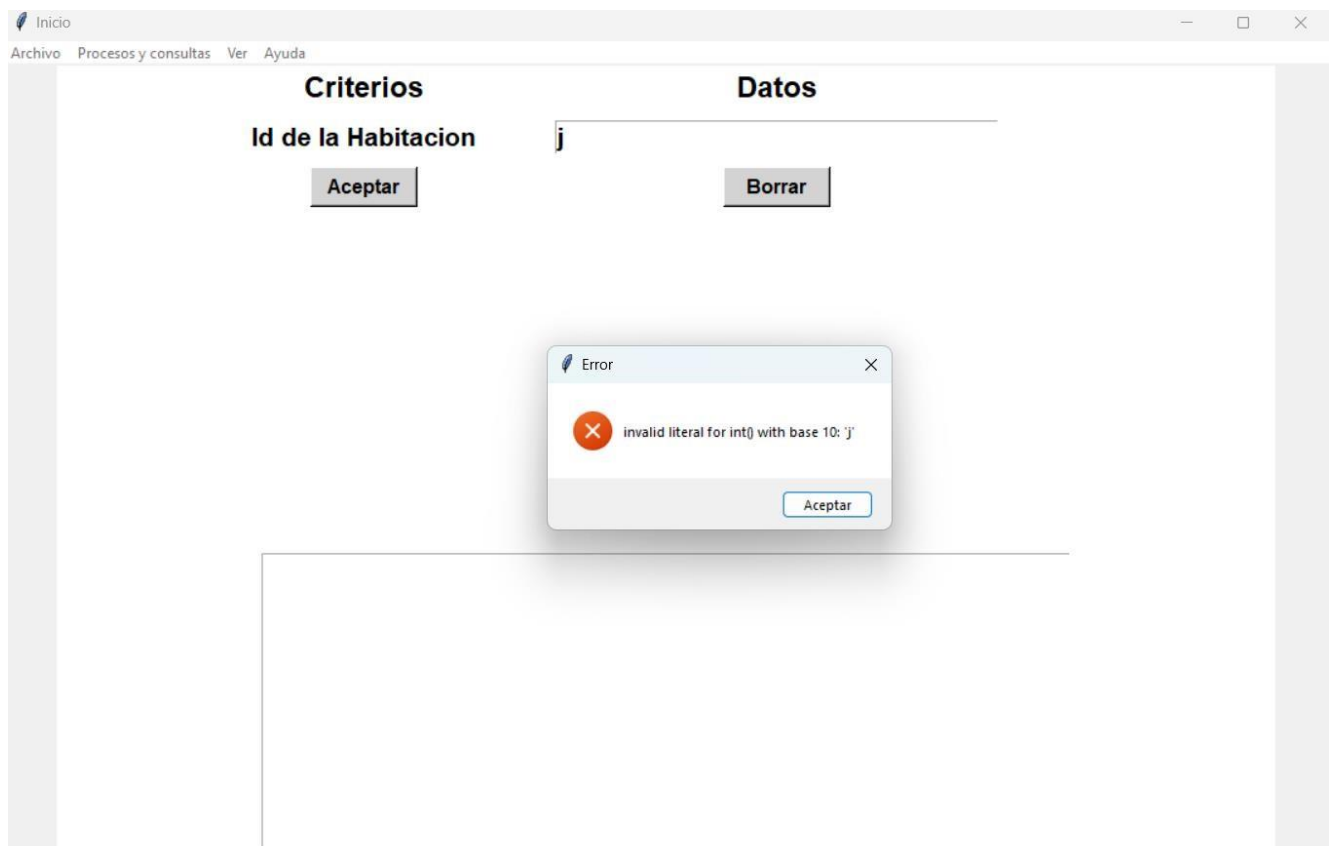 Inicio
Archivo Procesos y consultas Ver Ayuda
Criterios Datos
Id de la Habitacion j
Aceptar Borrar
Error
invalid literal for int() with base 10: 'j'
Aceptar